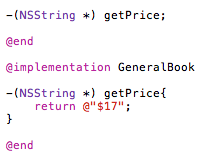 -(NSString *) getPrice;
@end
@implementation GeneralBook
-(NSString *) getPrice{
    return @"$17";
}
@end